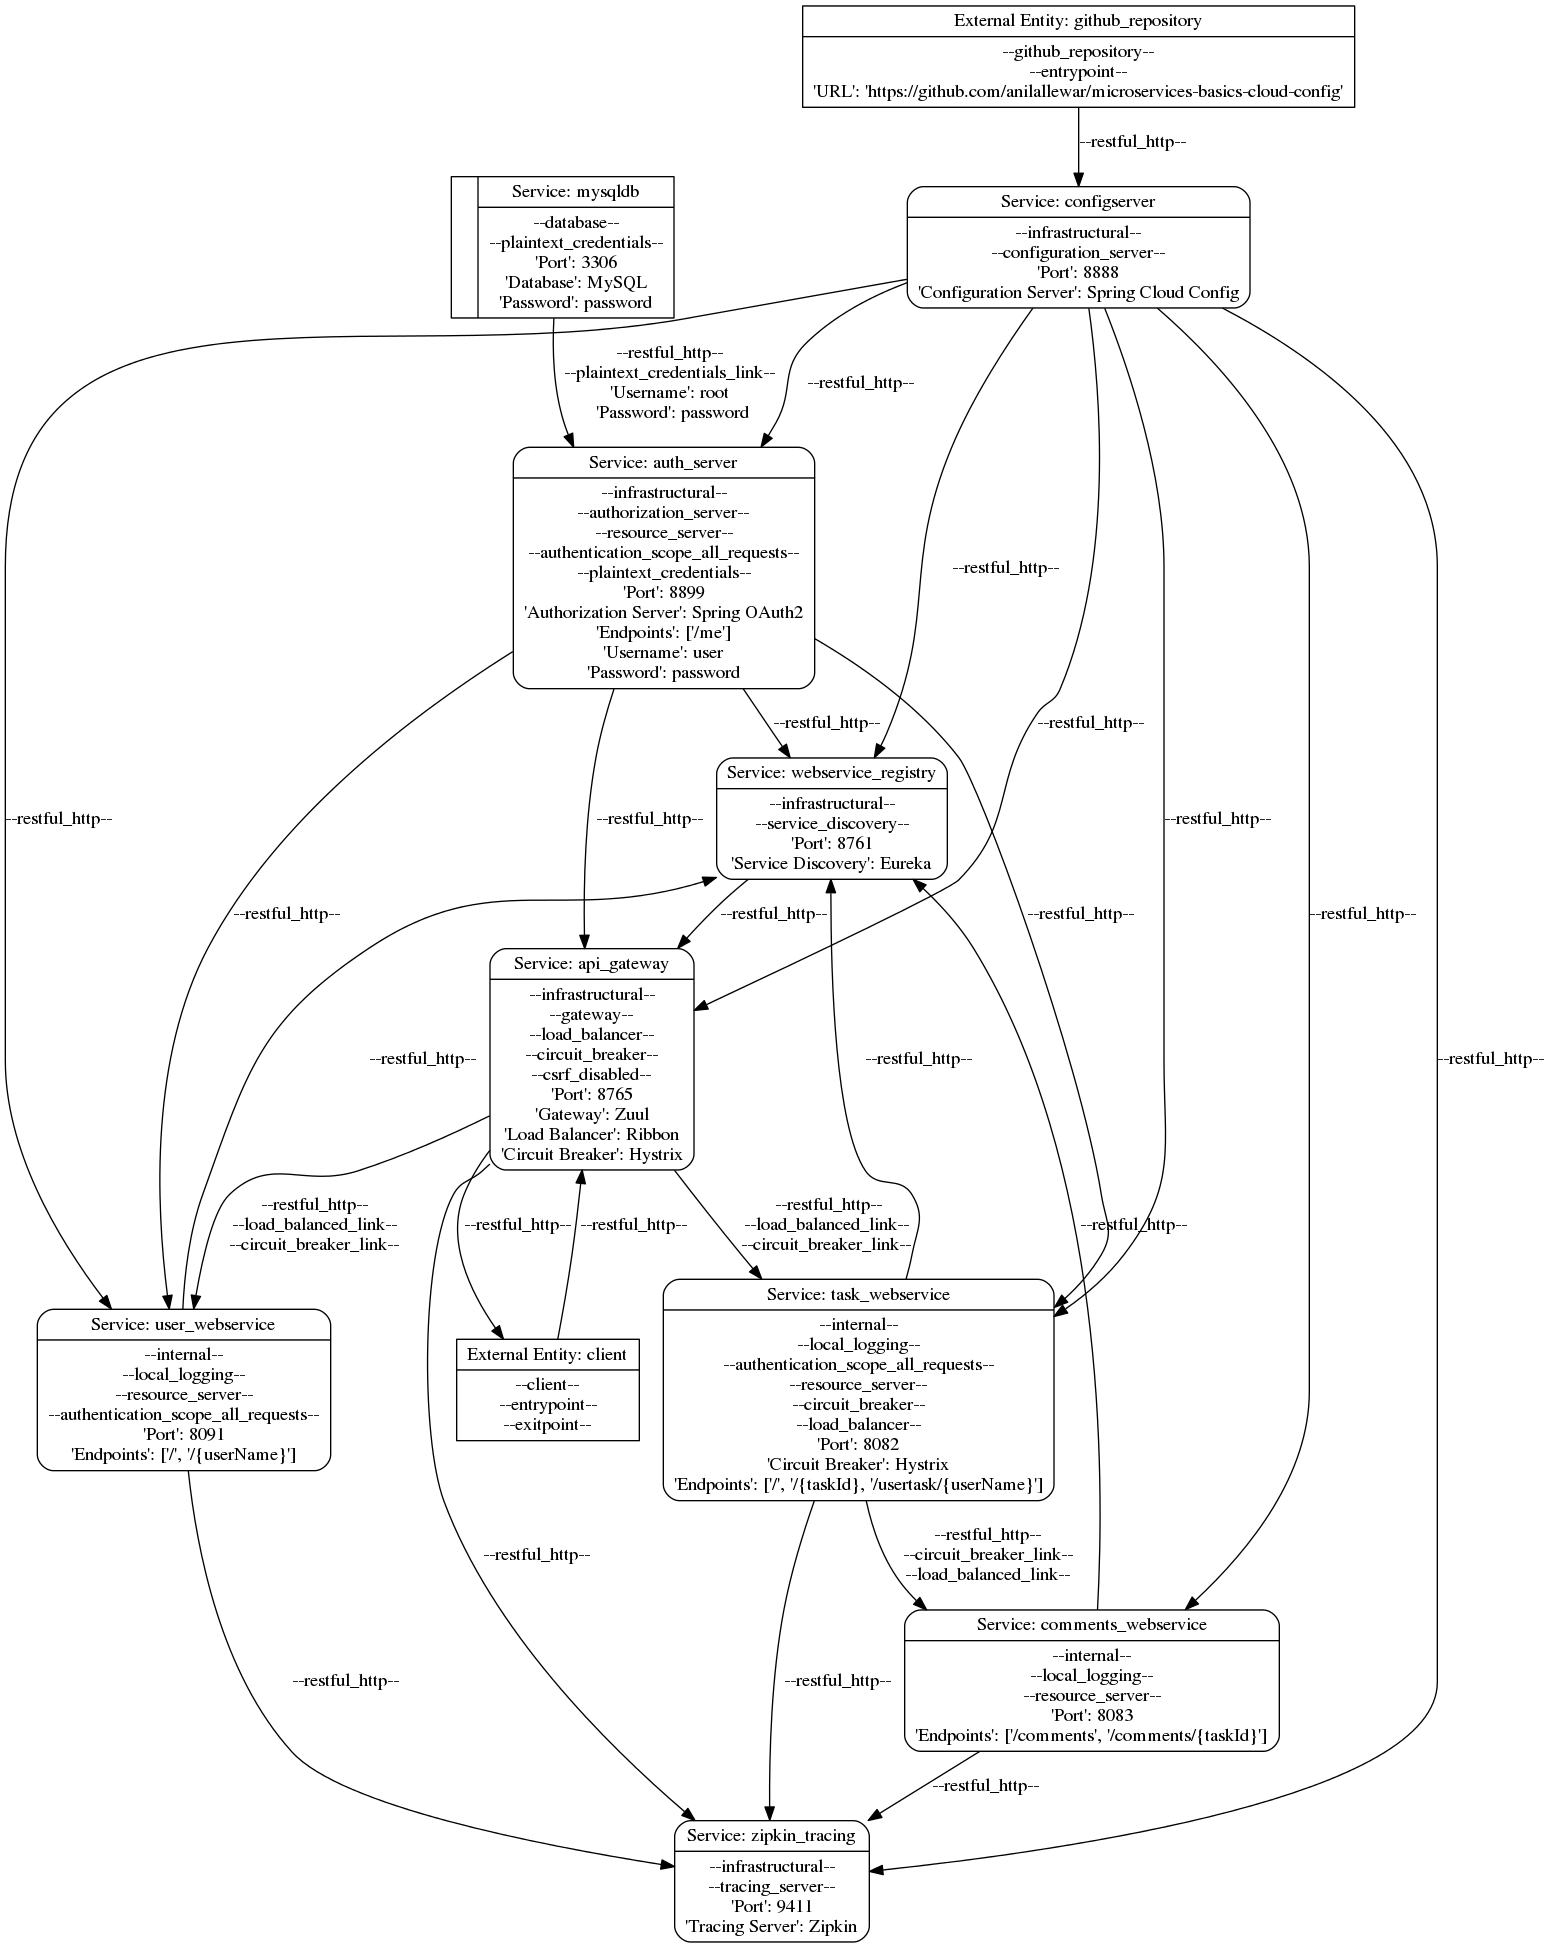 External Entity: github_repository
--github_repository--
--entrypoint--
'URL': 'https://github.com/anilallewar/microservices-basics-cloud-config'
--restful_http--
Service: mysqldb
--database--
--plaintext_credentials--
'Port': 3306
'Database': MySQL
'Password': password
Service: configserver
--infrastructural--
--configuration_server--
'Port': 8888
'Configuration Server': Spring Cloud Config
--restful_http--
--plaintext_credentials_link--
'Username': root
'Password': password
--restful_http--
Service: auth_server
--infrastructural--
--authorization_server--
--resource_server--
--authentication_scope_all_requests--
--plaintext_credentials--
'Port': 8899
'Authorization Server': Spring OAuth2
'Endpoints': ['/me']
'Username': user
'Password': password
--restful_http--
--restful_http--
--restful_http--
Service: webservice_registry
--infrastructural--
--service_discovery--
'Port': 8761
'Service Discovery': Eureka
--restful_http--
--restful_http--
--restful_http--
--restful_http--
--restful_http--
--restful_http--
--restful_http--
Service: api_gateway
--infrastructural--
--gateway--
--load_balancer--
--circuit_breaker--
--csrf_disabled--
'Port': 8765
'Gateway': Zuul
'Load Balancer': Ribbon
'Circuit Breaker': Hystrix
--restful_http--
--restful_http--
--restful_http--
--restful_http--
--load_balanced_link--
--circuit_breaker_link--
--restful_http--
--restful_http--
--restful_http--
--load_balanced_link--
--circuit_breaker_link--
--restful_http--
Service: user_webservice
--internal--
--local_logging--
--resource_server--
--authentication_scope_all_requests--
'Port': 8091
'Endpoints': ['/', '/{userName}']
External Entity: client
--client--
--entrypoint--
--exitpoint--
Service: task_webservice
--internal--
--local_logging--
--authentication_scope_all_requests--
--resource_server--
--circuit_breaker--
--load_balancer--
'Port': 8082
'Circuit Breaker': Hystrix
'Endpoints': ['/', '/{taskId}, '/usertask/{userName}']
--restful_http--
--restful_http--
--circuit_breaker_link--
--load_balanced_link--
Service: comments_webservice
--internal--
--local_logging--
--resource_server--
'Port': 8083
'Endpoints': ['/comments', '/comments/{taskId}']
--restful_http--
--restful_http--
--restful_http--
Service: zipkin_tracing
--infrastructural--
--tracing_server--
'Port': 9411
'Tracing Server': Zipkin